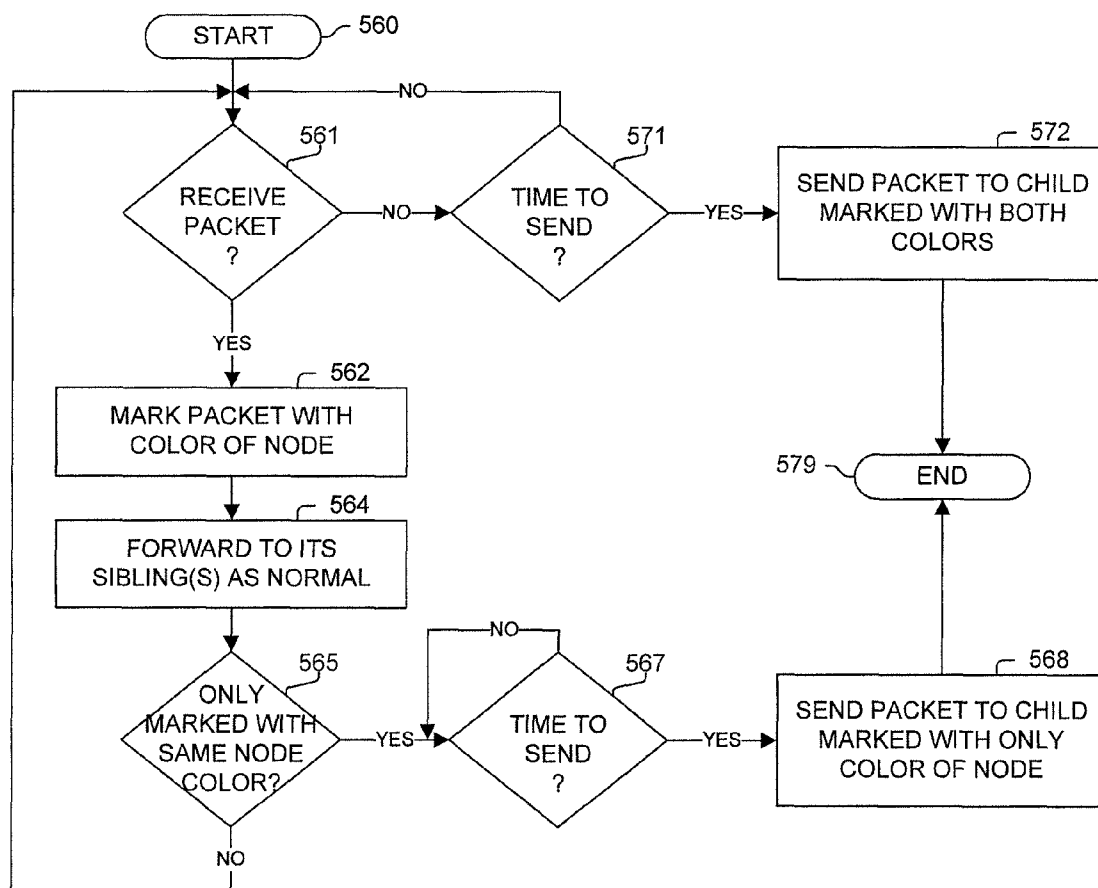 START
560
NO
561
571
572
RECEIVE
PACKET
?
NO
TIME TO
SEND
?
YES
SEND PACKET TO CHILD
MARKED WITH BOTH
COLORS
YES
562
MARK PACKET WITH
COLOR OF NODE
579
END
564
FORWARD TO ITS
SIBLING(S) AS NORMAL
NO
565
567
568
ONLY
MARKED WITH
SAME NODE
COLOR?
YES
TIME TO
SEND
?
YES
SEND PACKET TO CHILD
MARKED WITH ONLY
COLOR OF NODE
NO